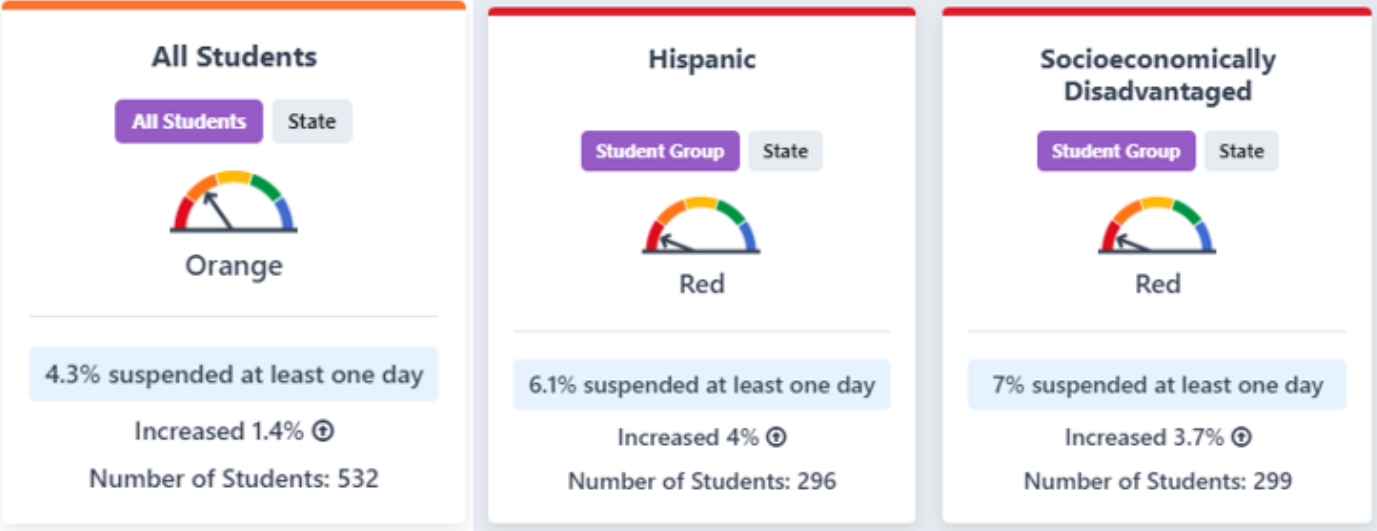 All Students
All Students State
Orange
4.3% suspended at least one day
Increased 1.4%
Number of Students: 532
Hispanic
Student Group State
Red
6.1% suspended at least one day
Increased 4%
Number of Students: 296
Socioeconomically
Disadvantaged
Student Group State
Red
7% suspended at least one day
Increased 3.7%
Number of Students: 299